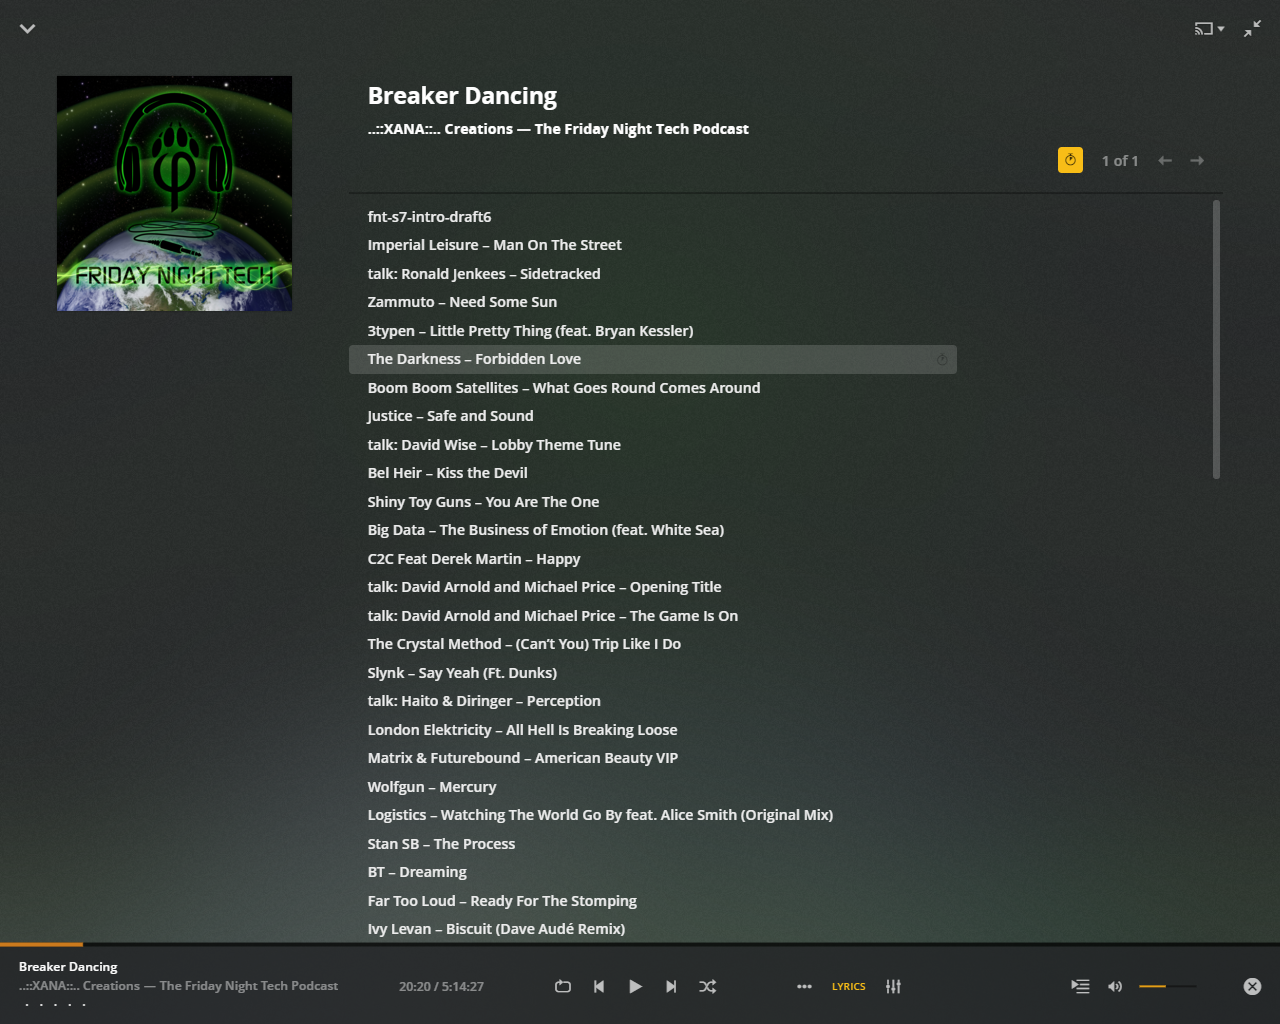 Breaker Dancing
..::XANA::.. Creations — The Friday Night Tech Podcast
FRIDAY NIGHT TECH
1 of 1
fnt-s7-intro-draft6
Imperial Leisure – Man On The Street
talk: Ronald Jenkees – Sidetracked
Zammuto – Need Some Sun
3typen – Little Pretty Thing (feat. Bryan Kessler)
The Darkness – Forbidden Love
Boom Boom Satellites – What Goes Round Comes Around
Justice – Safe and Sound
talk: David Wise – Lobby Theme Tune
Bel Heir – Kiss the Devil
Shiny Toy Guns – You Are The One
Big Data – The Business of Emotion (feat. White Sea)
C2C Feat Derek Martin – Happy
talk: David Arnold and Michael Price – Opening Title
talk: David Arnold and Michael Price – The Game Is On
The Crystal Method – (Can’t You) Trip Like I Do
Slynk – Say Yeah (Ft. Dunks)
talk: Haito & Diringer – Perception
London Elektricity – All Hell Is Breaking Loose
Matrix & Futurebound – American Beauty VIP
Wolfgun – Mercury
Logistics – Watching The World Go By feat. Alice Smith (Original Mix)
Stan SB – The Process
BT – Dreaming
Far Too Loud – Ready For The Stomping
Ivy Levan – Biscuit (Dave Audé Remix)
Breaker Dancing
..::XANA::.. Creations — The Friday Night Tech Podcast
20:20 / 5:14:27
LYRICS